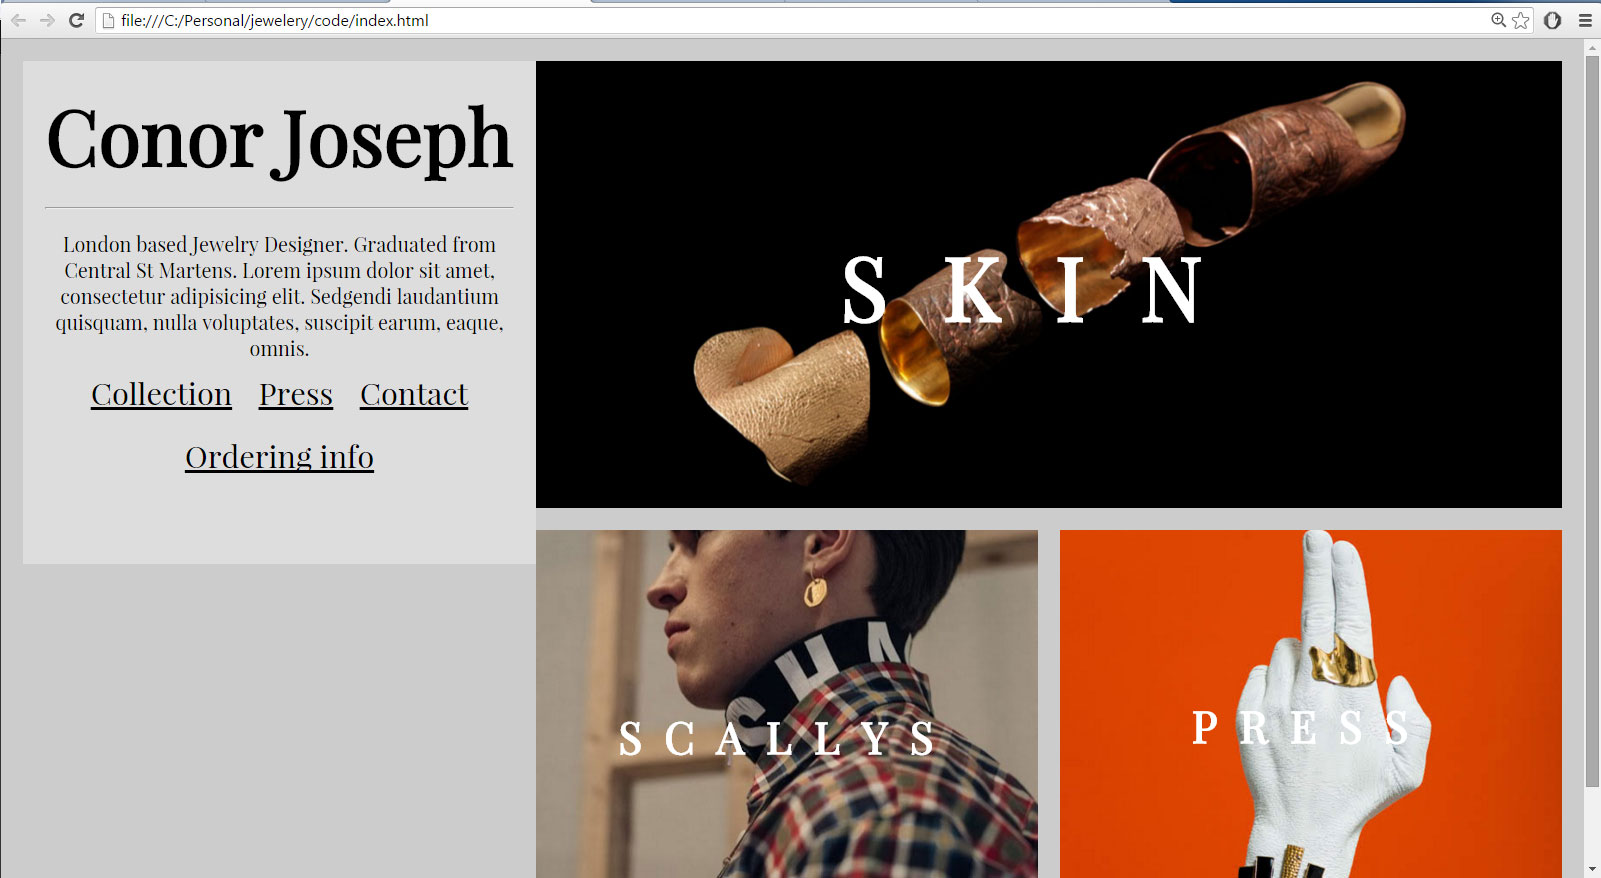 file:///C:/Personal/jewelery/code/index.html
Conor Joseph
London based Jewelry Designer. Graduated from
Central St Martens. Lorem ipsum dolor sit amet,
consectetur adipisicing elit. Sedgendi laudantium
quisquam, nulla voluptates, suscipit earum, eaque,
omnis.
Collection Press Contact
Ordering info
SKIN
SCALLYS
PRESS